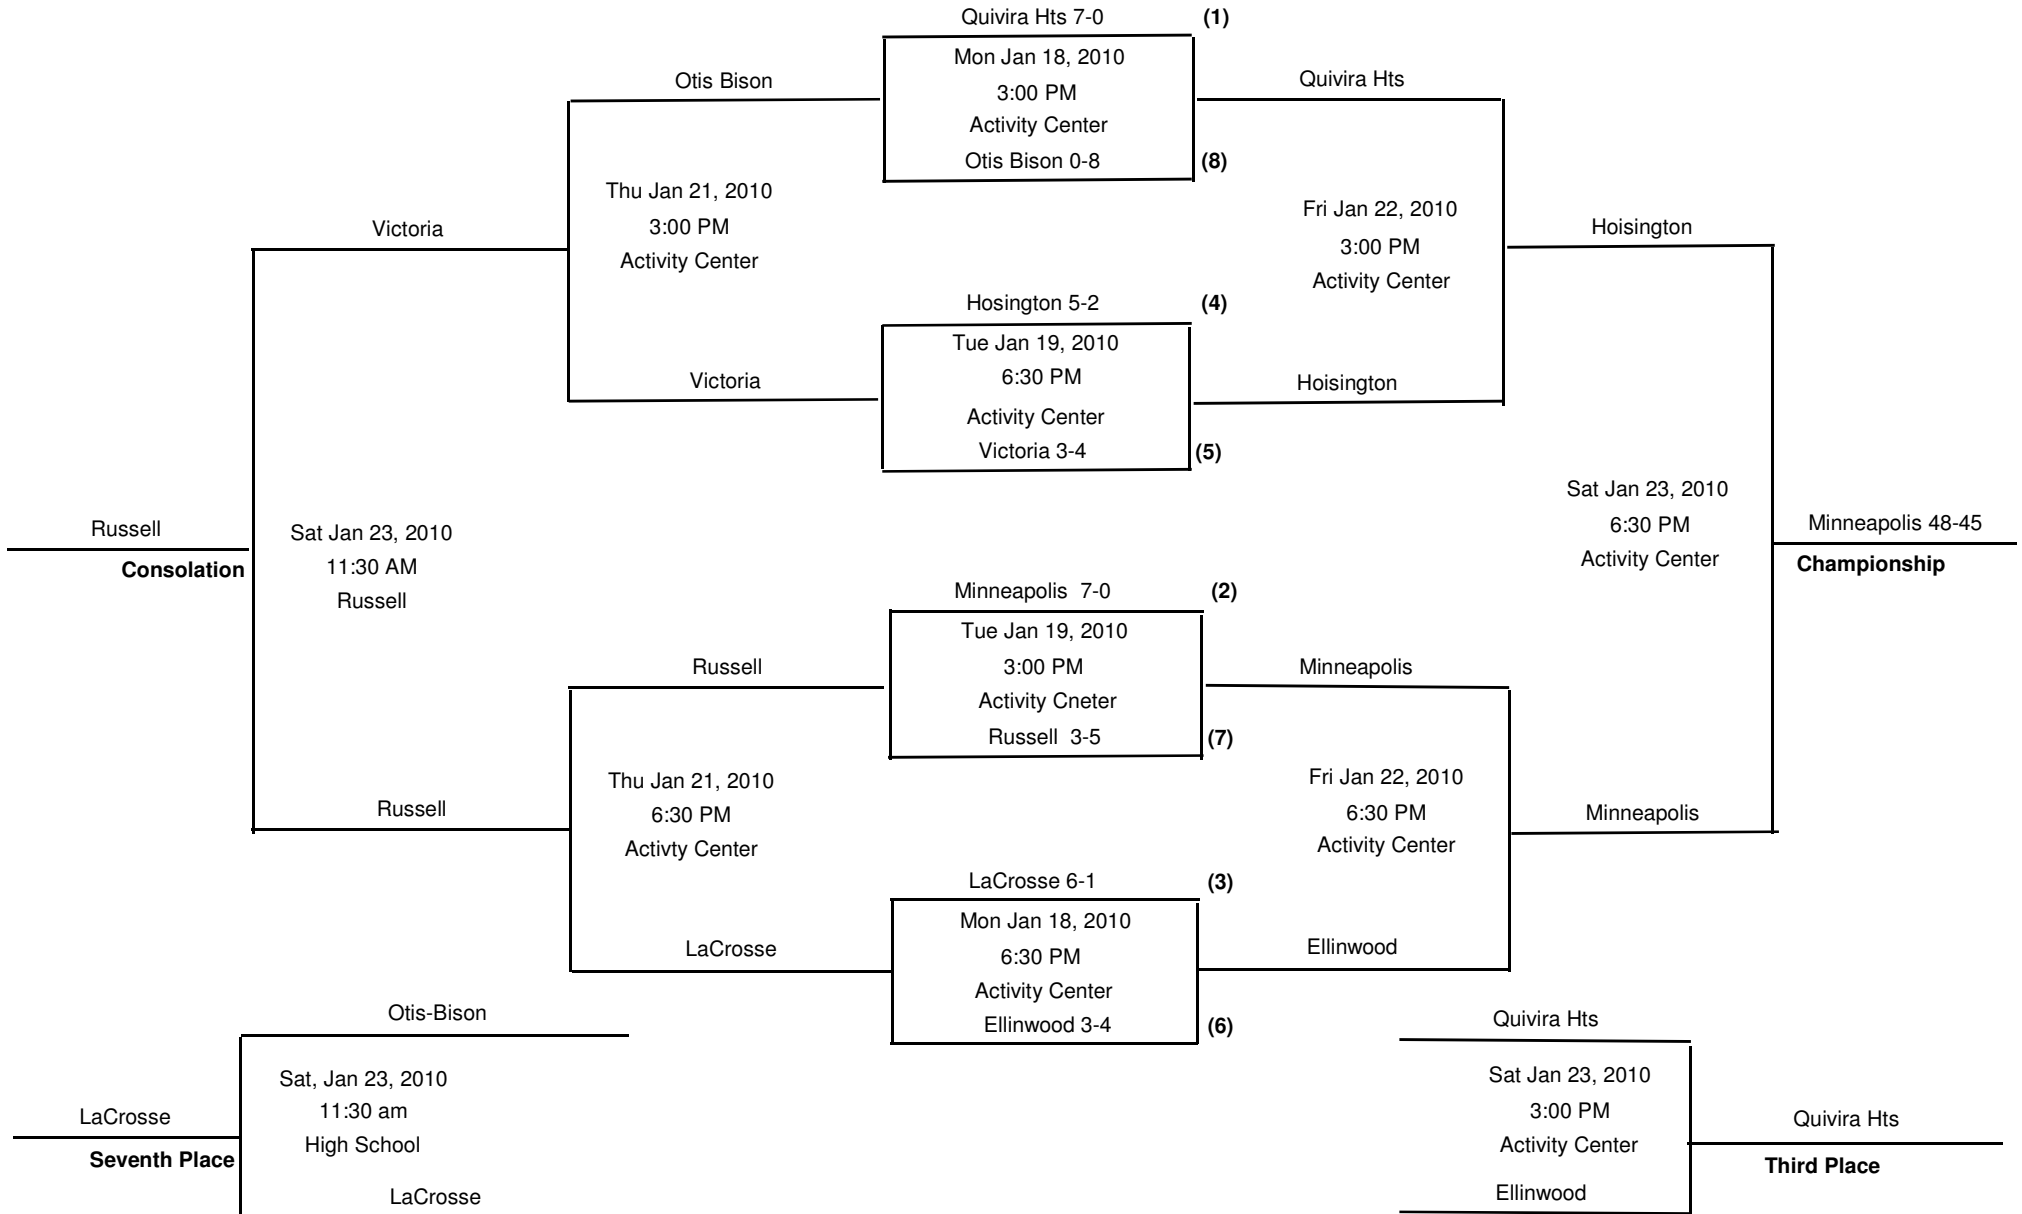 Quivira Hts 7-0 (1)
Mon Jan 18, 2010
3:00 PM
Activity Center
Otis Bison 0-8 (8)
Otis Bison
Quivira Hts
Thu Jan 21, 2010
3:00 PM
Activity Center
Victoria
Fri Jan 22, 2010
3:00 PM
Activity Center
Hoisington
Hosington 5-2 (4)
Tue Jan 19, 2010
6:30 PM
Activity Center
Victoria 3-4 (5)
Victoria
Hoisington
Russell
Consolation
Sat Jan 23, 2010
11:30 AM
Russell
Sat Jan 23, 2010
6:30 PM
Activity Center
Minneapolis 48-45
Championship
Minneapolis  7-0 (2)
Tue Jan 19, 2010
3:00 PM
Activity Cneter
Russell  3-5 (7)
Russell
Minneapolis
Thu Jan 21, 2010
6:30 PM
Activty Center
Russell
Fri Jan 22, 2010
6:30 PM
Activity Center
Minneapolis
LaCrosse 6-1 (3)
Mon Jan 18, 2010
6:30 PM
Activity Center
Ellinwood 3-4 (6)
LaCrosse
Ellinwood
Otis-Bison
Sat, Jan 23, 2010
11:30 am
High School
LaCrosse
LaCrosse
Seventh Place
Quivira Hts
Sat Jan 23, 2010
3:00 PM
Activity Center
Ellinwood
Quivira Hts
Third Place